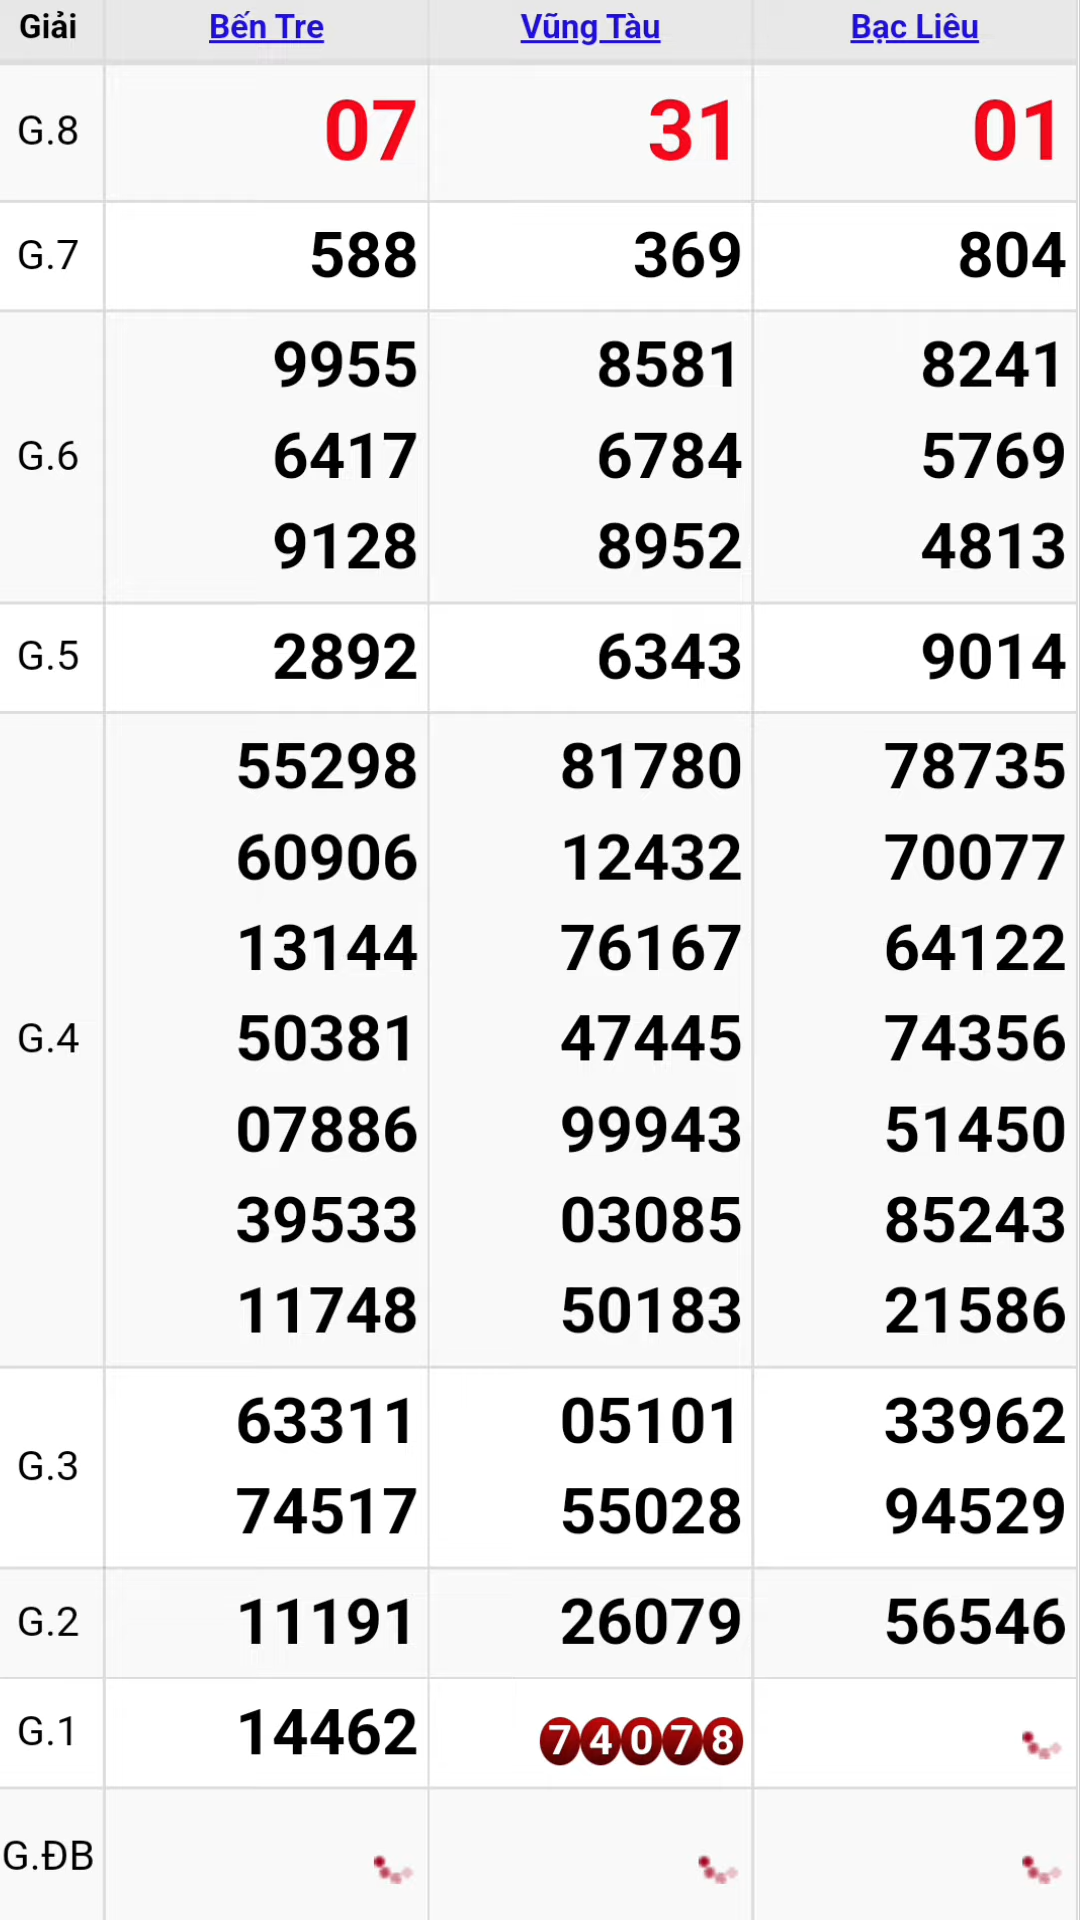 Giải Bến Tre Vũng Tàu Bạc Liêu
G.8 07 31 01
G.7 588 369 804
9955 8581 8241
G.6 6417 6784 5769
9128 8952 4813
G.5 2892 6343 9014
55298 81780 78735
60906 12432 70077
13144 76167 64122
G.4 50381 47445 74356
07886 99943 51450
39533 03085 85243
11748 50183 21586
63311 05101 33962
G.3
74517 55028 94529
G.2 11191 26079 56546
G.1 14462 74078
G.ĐB